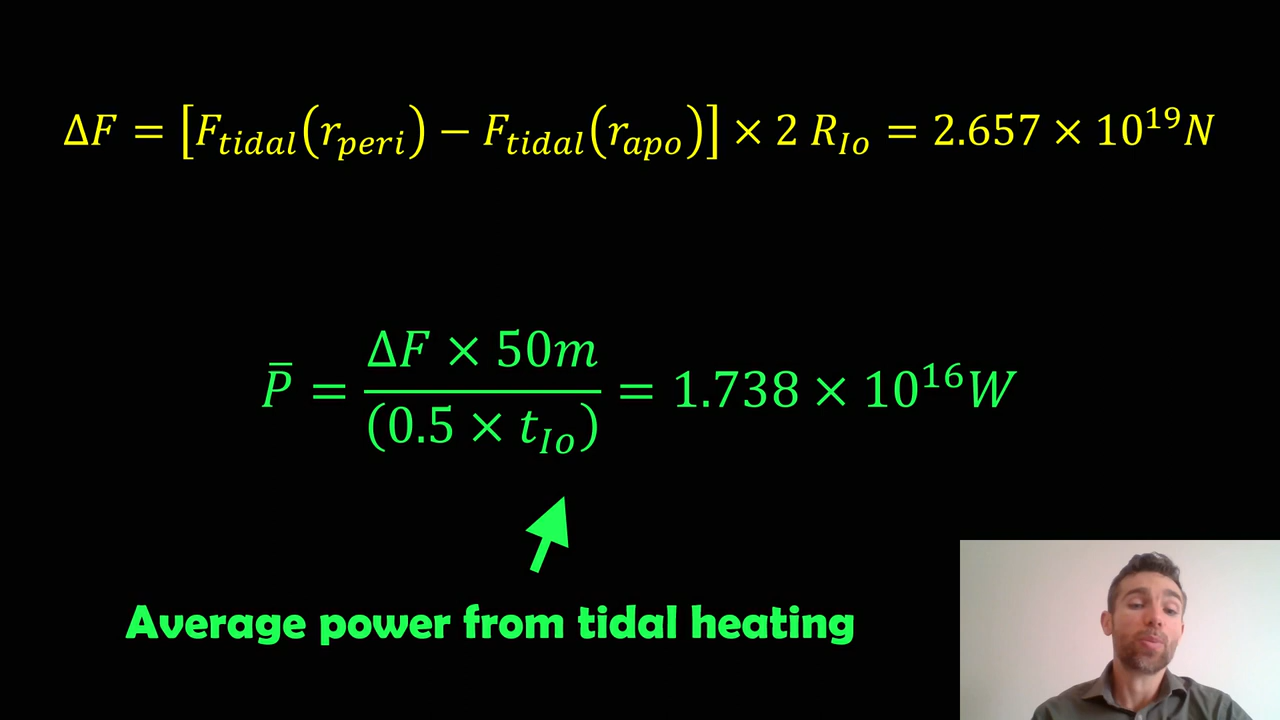 ΔF = [F_tidal(r_peri) − F_tidal(r_apo)] × 2 R_Io = 2.657 × 10^19 N
P̄ = (ΔF × 50m) / (0.5 × t_Io) = 1.738 × 10^16 W
Average power from tidal heating